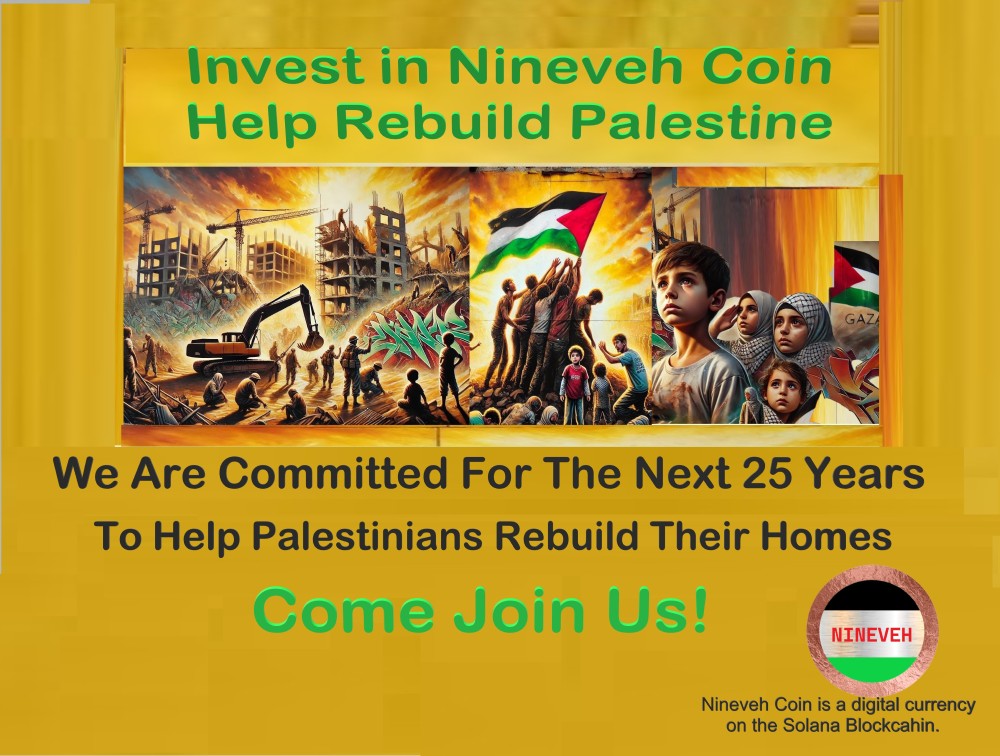 Invest in Nineveh Coin
Help Rebuild Palestine
GAZA
We Are Committed For The Next 25 Years
To Help Palestinians Rebuild Their Homes
Come Join Us!
NINEVEH
Nineveh Coin is a digital currency
on the Solana Blockcahin.